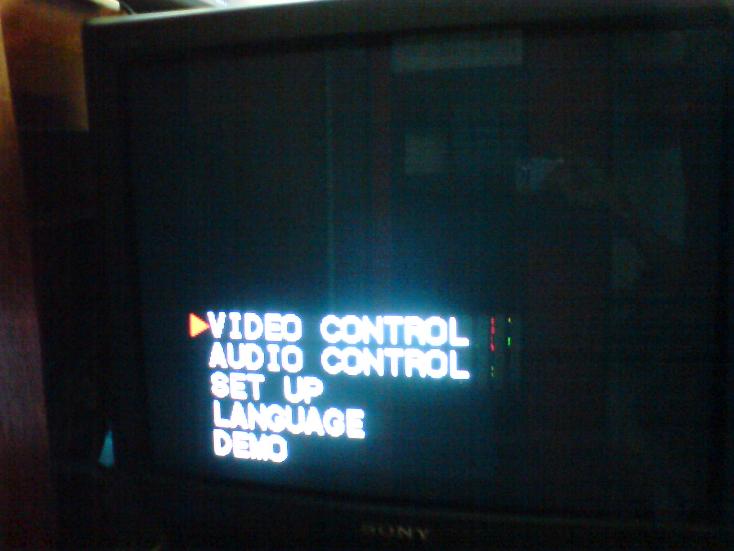 VIDEO CONTROL
AUDIO CONTROL
SET UP
LANGUAGE
DEMO
SONY